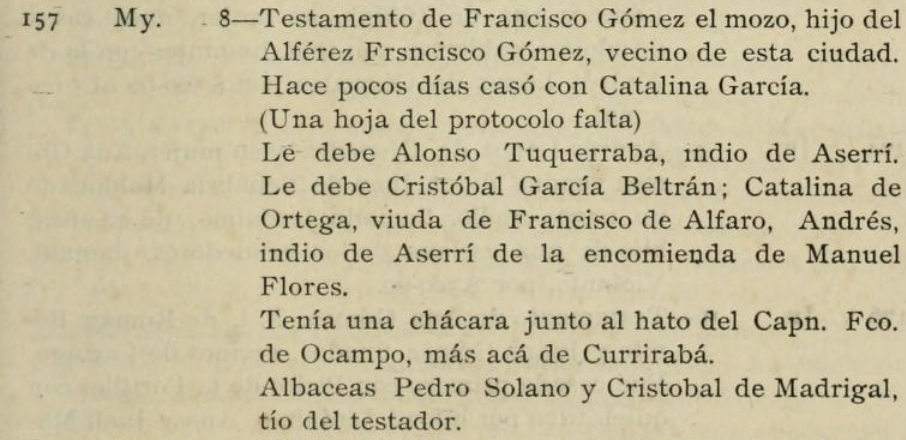 157 My. 8—Testamento de Francisco Gómez el mozo, hijo del
Alférez Frsncisco Gómez, vecino de esta ciudad.
Hace pocos días casó con Catalina García.
(Una hoja del protocolo falta)
Le debe Alonso Tuquerraba, indio de Aserrí.
Le debe Cristóbal García Beltrán; Catalina de
Ortega, viuda de Francisco de Alfaro, Andrés,
indio de Aserrí de la encomienda de Manuel
Flores.
Tenía una chácara junto al hato del Capn. Fco.
de Ocampo, más acá de Currirabá.
Albaceas Pedro Solano y Cristobal de Madrigal,
tío del testador.